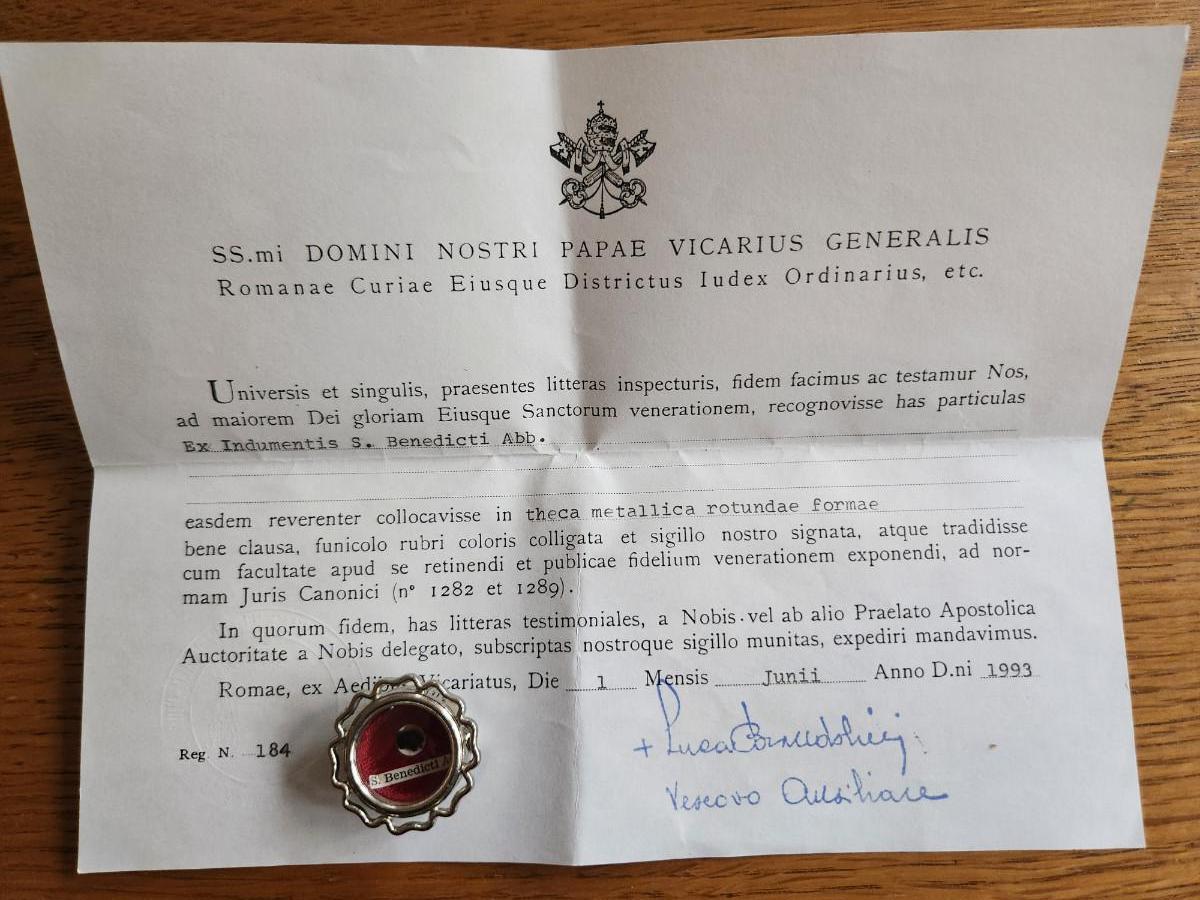 SS.mi DOMINI NOSTRI PAPAE VICARIUS GENERALIS
Romanae Curiae Eiusque Districtus Iudex Ordinarius, etc.
Universis et singulis, praesentes litteras inspecturis, fidem facimus ac testamur Nos,
ad maiorem Dei gloriam Eiusque Sanctorum venerationem, recognovisse has particulas
Ex Indumentis S. Benedicti Abb.
easdem reverenter collocavisse in theca metallica rotundae formae
bene clausa, funicolo rubri coloris colligata et sigillo nostro signata, atque tradidisse
cum facultate apud se retinendi et publicae fidelium venerationem exponendi, ad nor-
mam Juris Canonici (n° 1282 et 1289).
In quorum fidem, has litteras testimoniales, a Nobis vel ab alio Praelato Apostolica
Auctoritate a Nobis delegato, subscriptas nostroque sigillo munitas, expediri mandavimus.
Romae, ex Vicariatus, Die 1 Mensis Junii Anno D.ni 1993
+ Luca
Vescovo Ausiliare
Reg. N. 184
S. Benedicti A